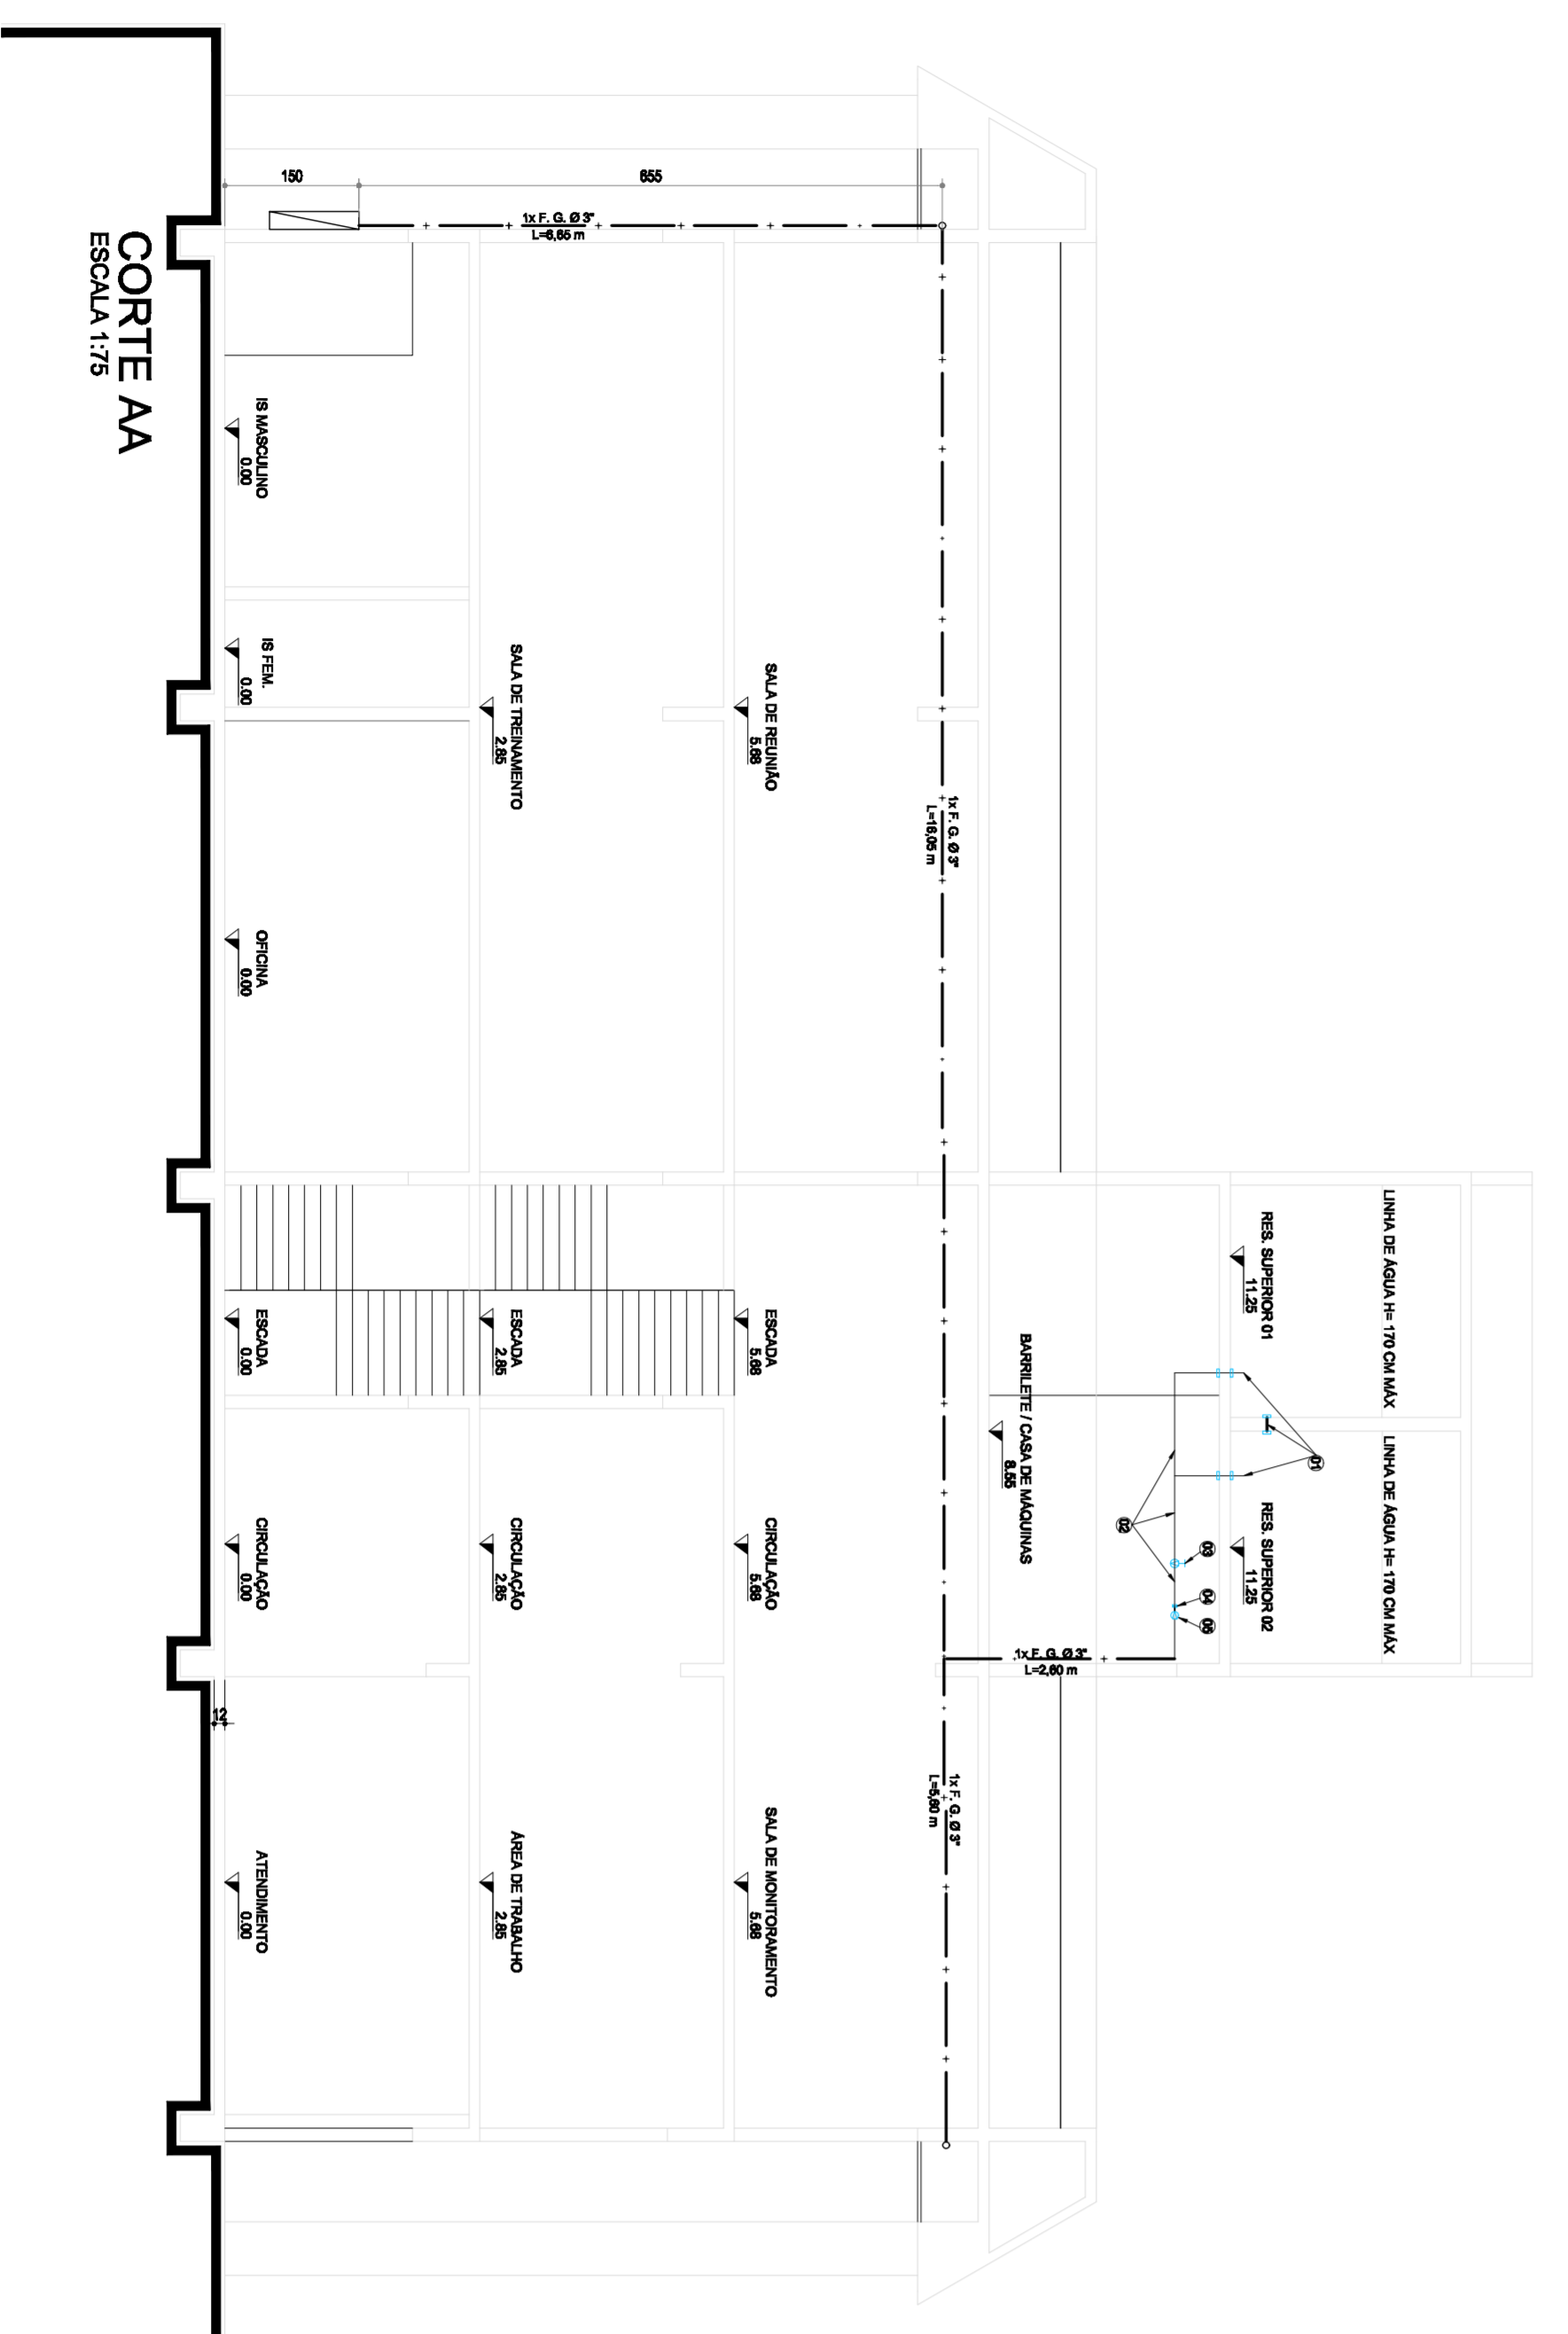 LINHA DE ÁGUA H= 170 CM MÁX
LINHA DE ÁGUA H= 170 CM MÁX
01
RES. SUPERIOR 01
11.25
RES. SUPERIOR 02
11.25
03
04
05
02
1x F. G. Ø 3"
L=2,60 m
BARRILETE / CASA DE MÁQUINAS
8.55
1x F. G. Ø 3"
L=16,05 m
1x F. G. Ø 3"
L=5,60 m
655
1x F. G. Ø 3"
L=6,65 m
SALA DE REUNIÃO
5.68
ESCADA
5.68
CIRCULAÇÃO
5.68
SALA DE MONITORAMENTO
5.68
SALA DE TREINAMENTO
2.85
ESCADA
2.85
CIRCULAÇÃO
2.85
ÁREA DE TRABALHO
2.85
150
IS MASCULINO
0.00
IS FEM.
0.00
OFICINA
0.00
ESCADA
0.00
CIRCULAÇÃO
0.00
ATENDIMENTO
0.00
12
CORTE AA
ESCALA 1:75